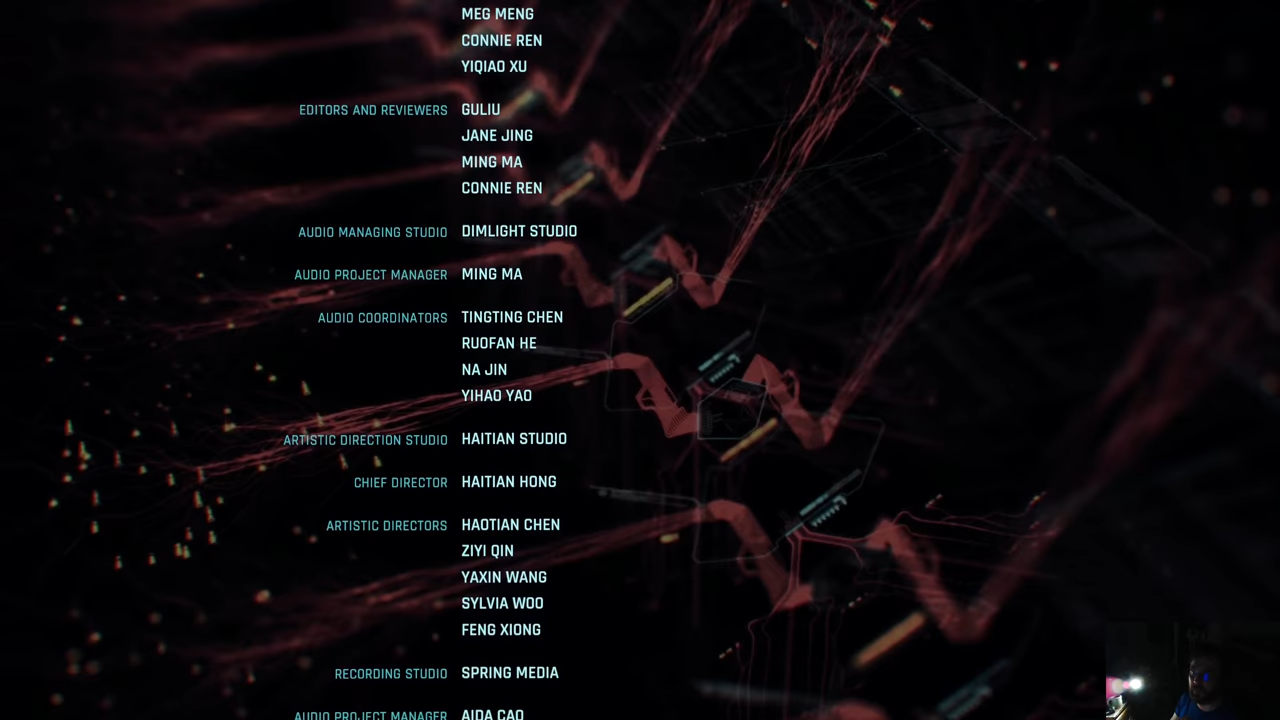 MEG MENG
CONNIE REN
YIQIAO XU
EDITORS AND REVIEWERS GULIU
JANE JING
MING MA
CONNIE REN
AUDIO MANAGING STUDIO DIMLIGHT STUDIO
AUDIO PROJECT MANAGER MING MA
AUDIO COORDINATORS TINGTING CHEN
RUOFAN HE
NA JIN
YIHAO YAO
ARTISTIC DIRECTION STUDIO HAITIAN STUDIO
CHIEF DIRECTOR HAITIAN HONG
ARTISTIC DIRECTORS HAOTIAN CHEN
ZIYI QIN
YAXIN WANG
SYLVIA WOO
FENG XIONG
RECORDING STUDIO SPRING MEDIA
AUDIO PROJECT MANAGER AIDA CAO